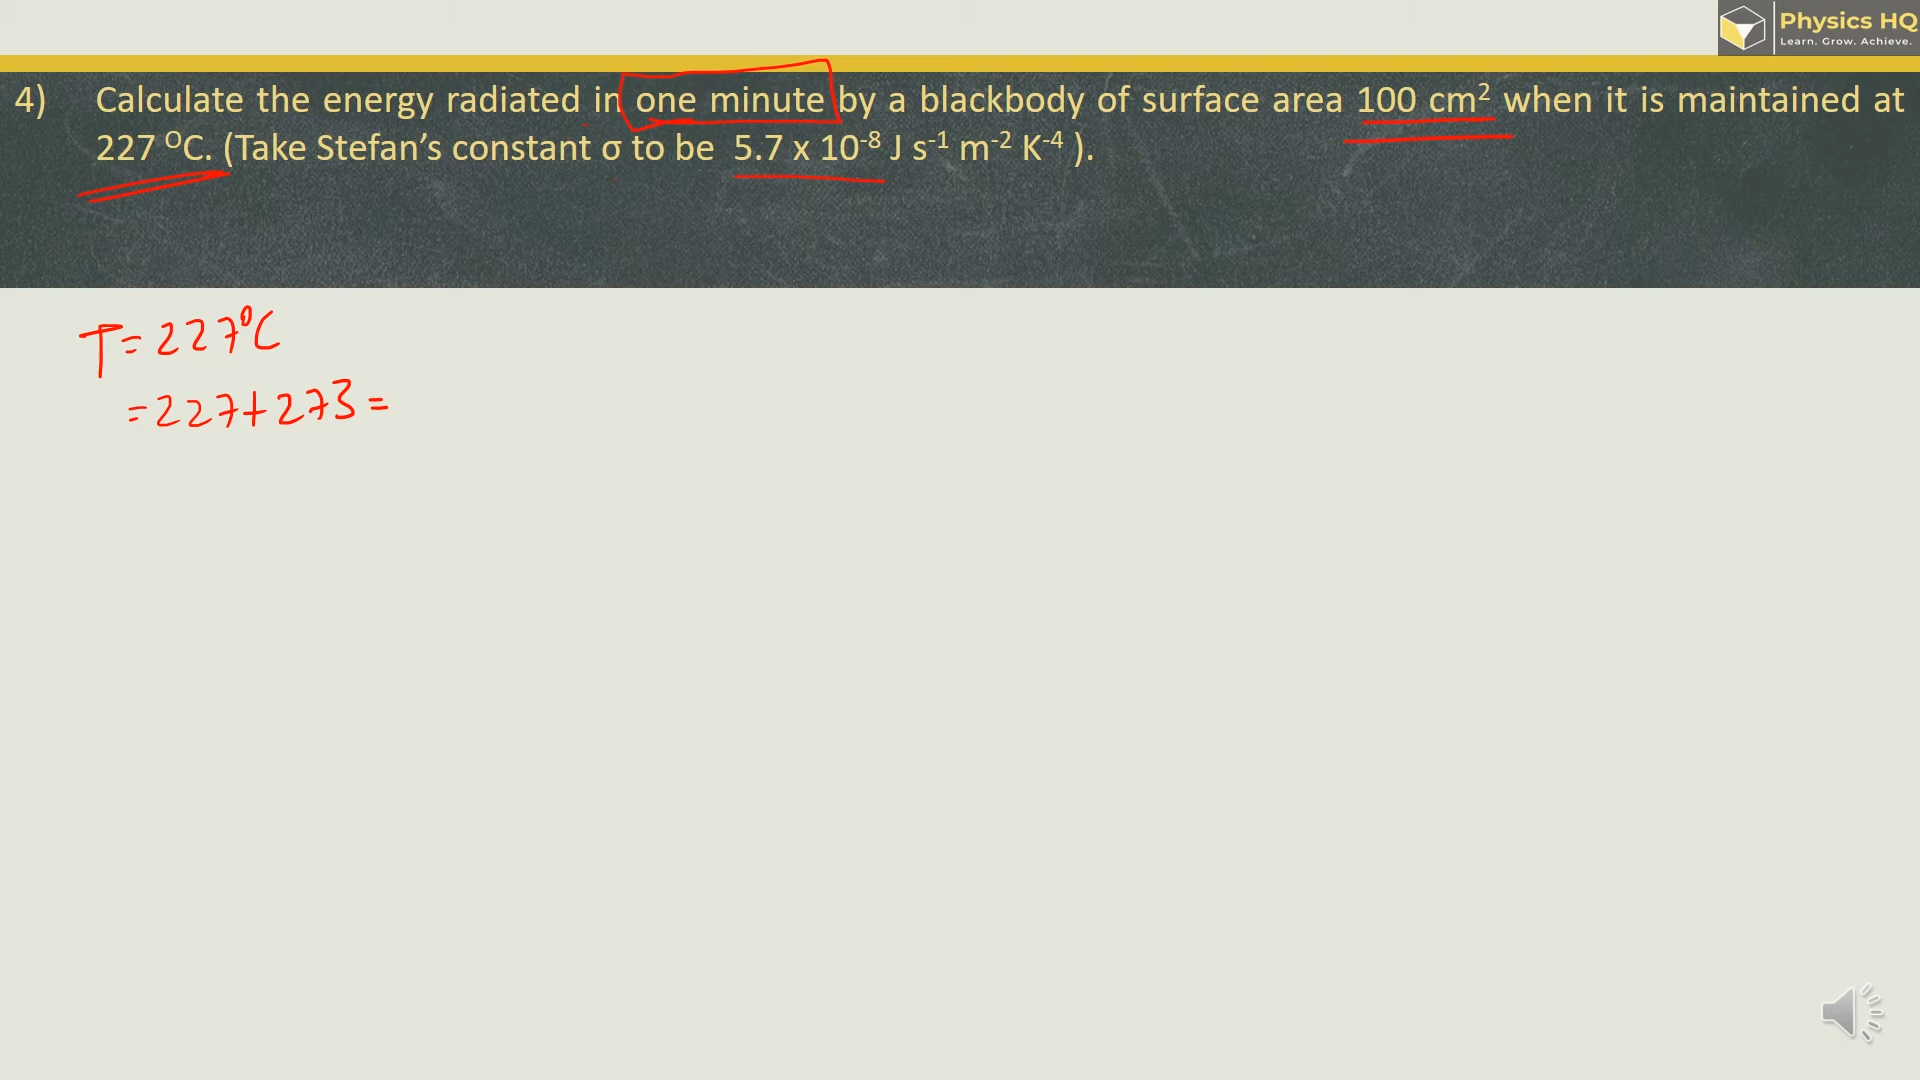 Physics HQ
Learn. Grow. Achieve.
4) Calculate the energy radiated in one minute by a blackbody of surface area 100 cm² when it is maintained at
227 ᴼC. (Take Stefan’s constant σ to be 5.7 x 10⁻⁸ J s⁻¹ m⁻² K⁻⁴ ).
T = 227⁰C
= 227 + 273 =